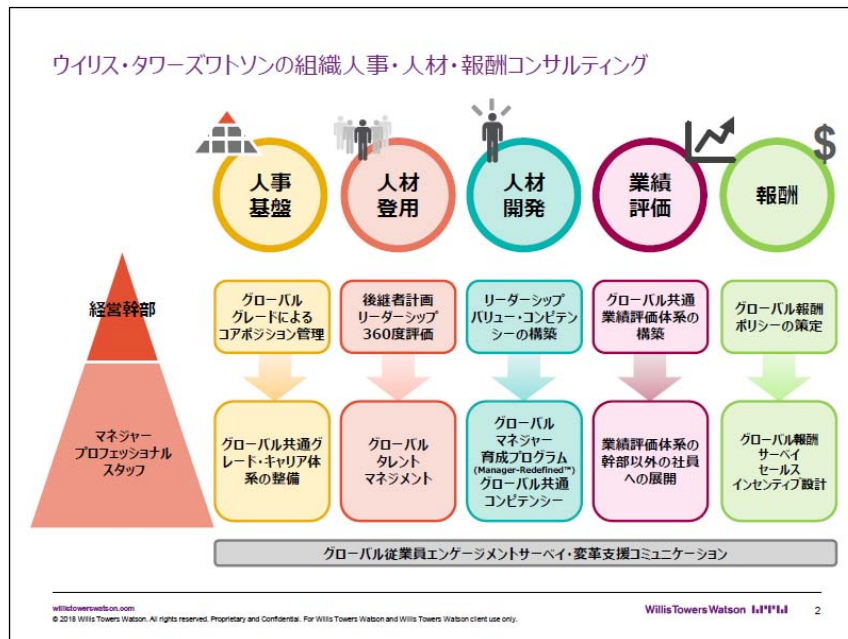 ウイリス・タワーズワトソンの組織人事・人材・報酬コンサルティング
$
人事
基盤
人材
登用
人材
開発
業績
評価
報酬
経営幹部
グローバル
グレードによる
コアポジション管理
後継者計画
リーダーシップ
360度評価
リーダーシップ
バリュー・コンピテン
シーの構築
グローバル共通
業績評価体系の
構築
グローバル報酬
ポリシーの策定
マネジャー
プロフェッショナル
スタッフ
グローバル共通グ
レード・キャリア体
系の整備
グローバル
タレント
マネジメント
グローバル
マネジャー
育成プログラム
(Manager-Redefined™)
グローバル共通
コンピテンシー
業績評価体系の
幹部以外の社員
への展開
グローバル報酬
サーベイ
セールス
インセンティブ設計
グローバル従業員エンゲージメントサーベイ・変革支援コミュニケーション
willistowerswatson.com
© 2018 Willis Towers Watson. All rights reserved. Proprietary and Confidential. For Willis Towers Watson and Willis Towers Watson client use only.
Willis Towers Watson
2